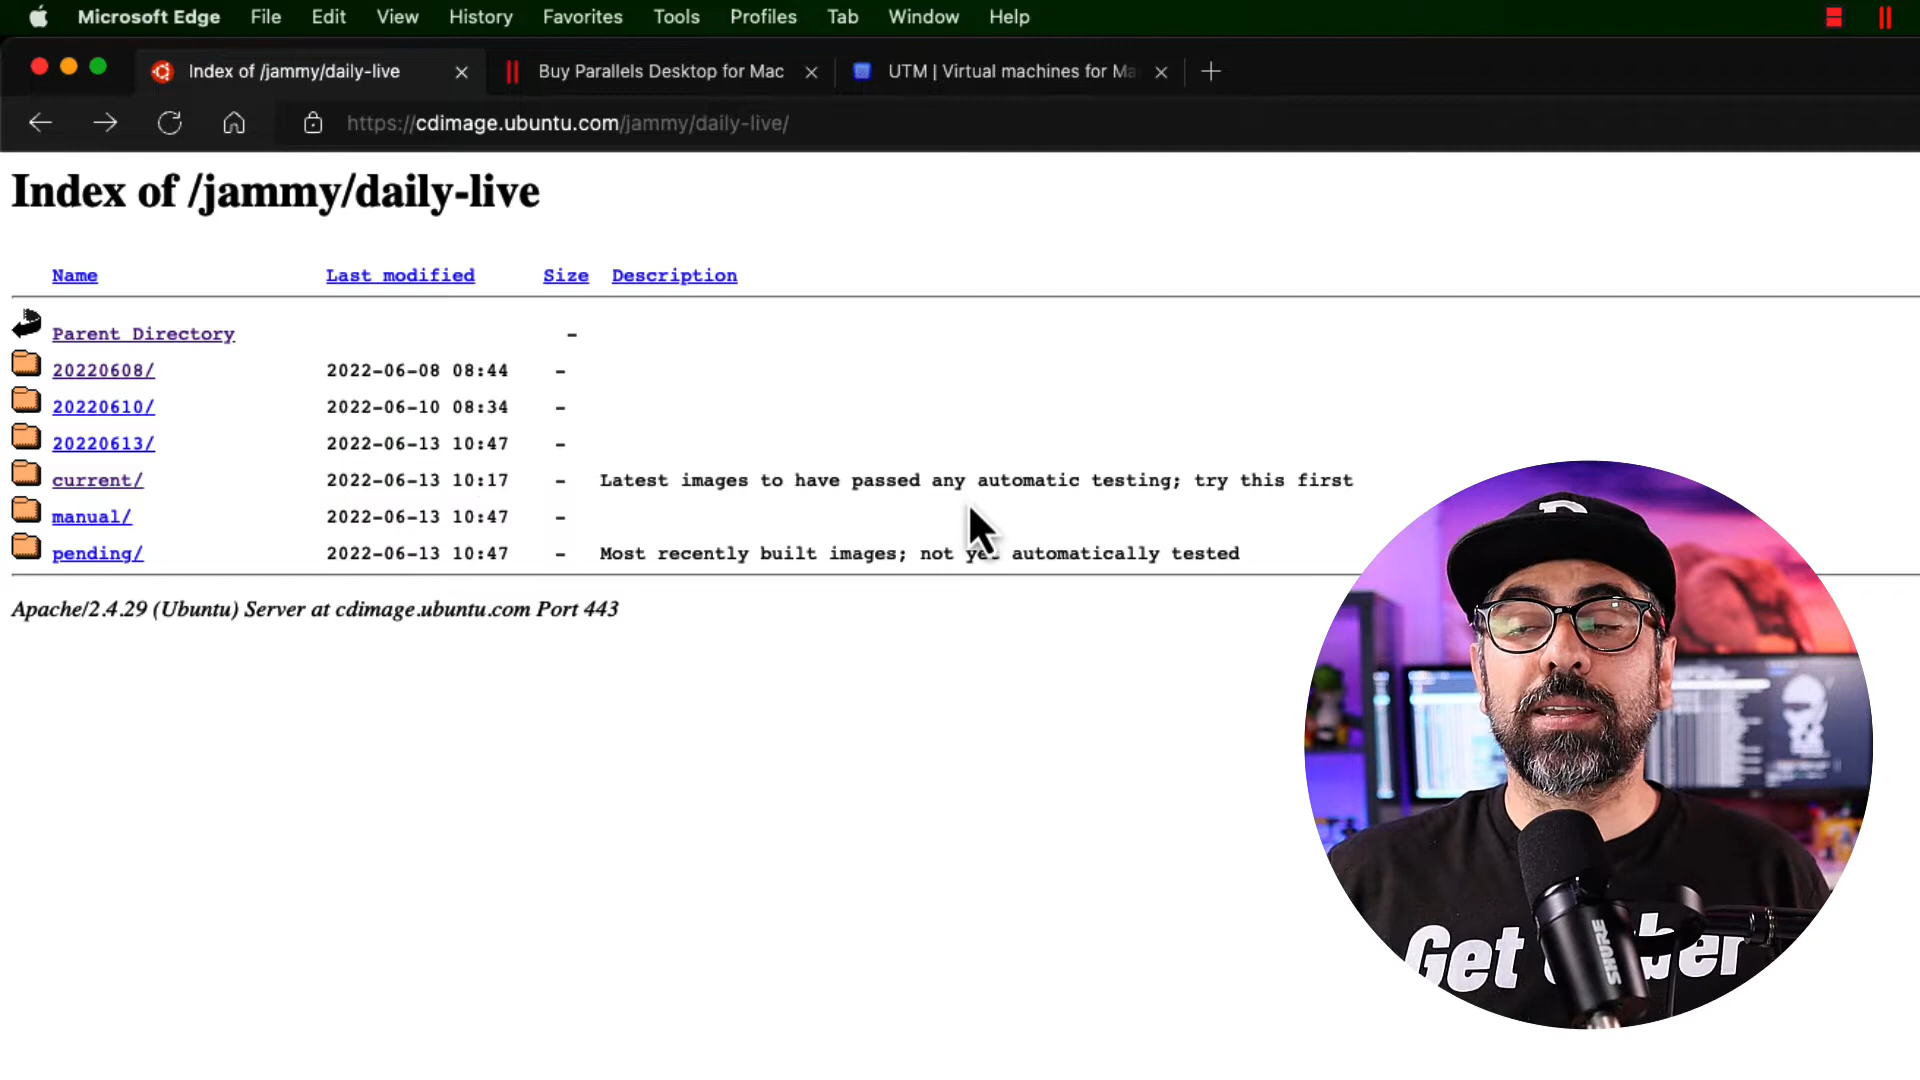 Microsoft Edge File Edit View History Favorites Tools Profiles Tab Window Help
Index of /jammy/daily-live Buy Parallels Desktop for Mac UTM | Virtual machines for Ma
https://cdimage.ubuntu.com/jammy/daily-live/
Index of /jammy/daily-live
Name Last modified Size Description
Parent Directory -
20220608/ 2022-06-08 08:44 -
20220610/ 2022-06-10 08:34 -
20220613/ 2022-06-13 10:47 -
current/ 2022-06-13 10:17 - Latest images to have passed any automatic testing; try this first
manual/ 2022-06-13 10:47 -
pending/ 2022-06-13 10:47 - Most recently built images; not yet automatically tested
Apache/2.4.29 (Ubuntu) Server at cdimage.ubuntu.com Port 443
Get
SHURE